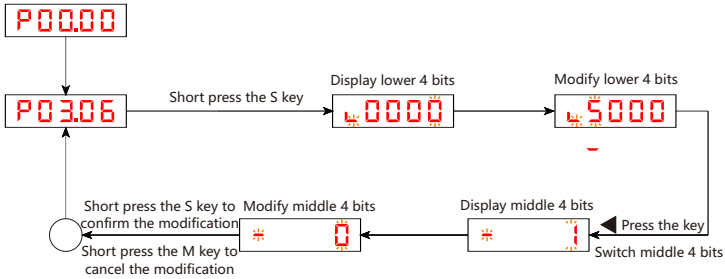 P00.00
P03.06
Short press the S key
Display lower 4 bits
0000
Modify lower 4 bits
5000
Press the key
Switch middle 4 bits
Display middle 4 bits
- 1
Modify middle 4 bits
- 0
Short press the S key to
confirm the modification
Short press the M key to
cancel the modification